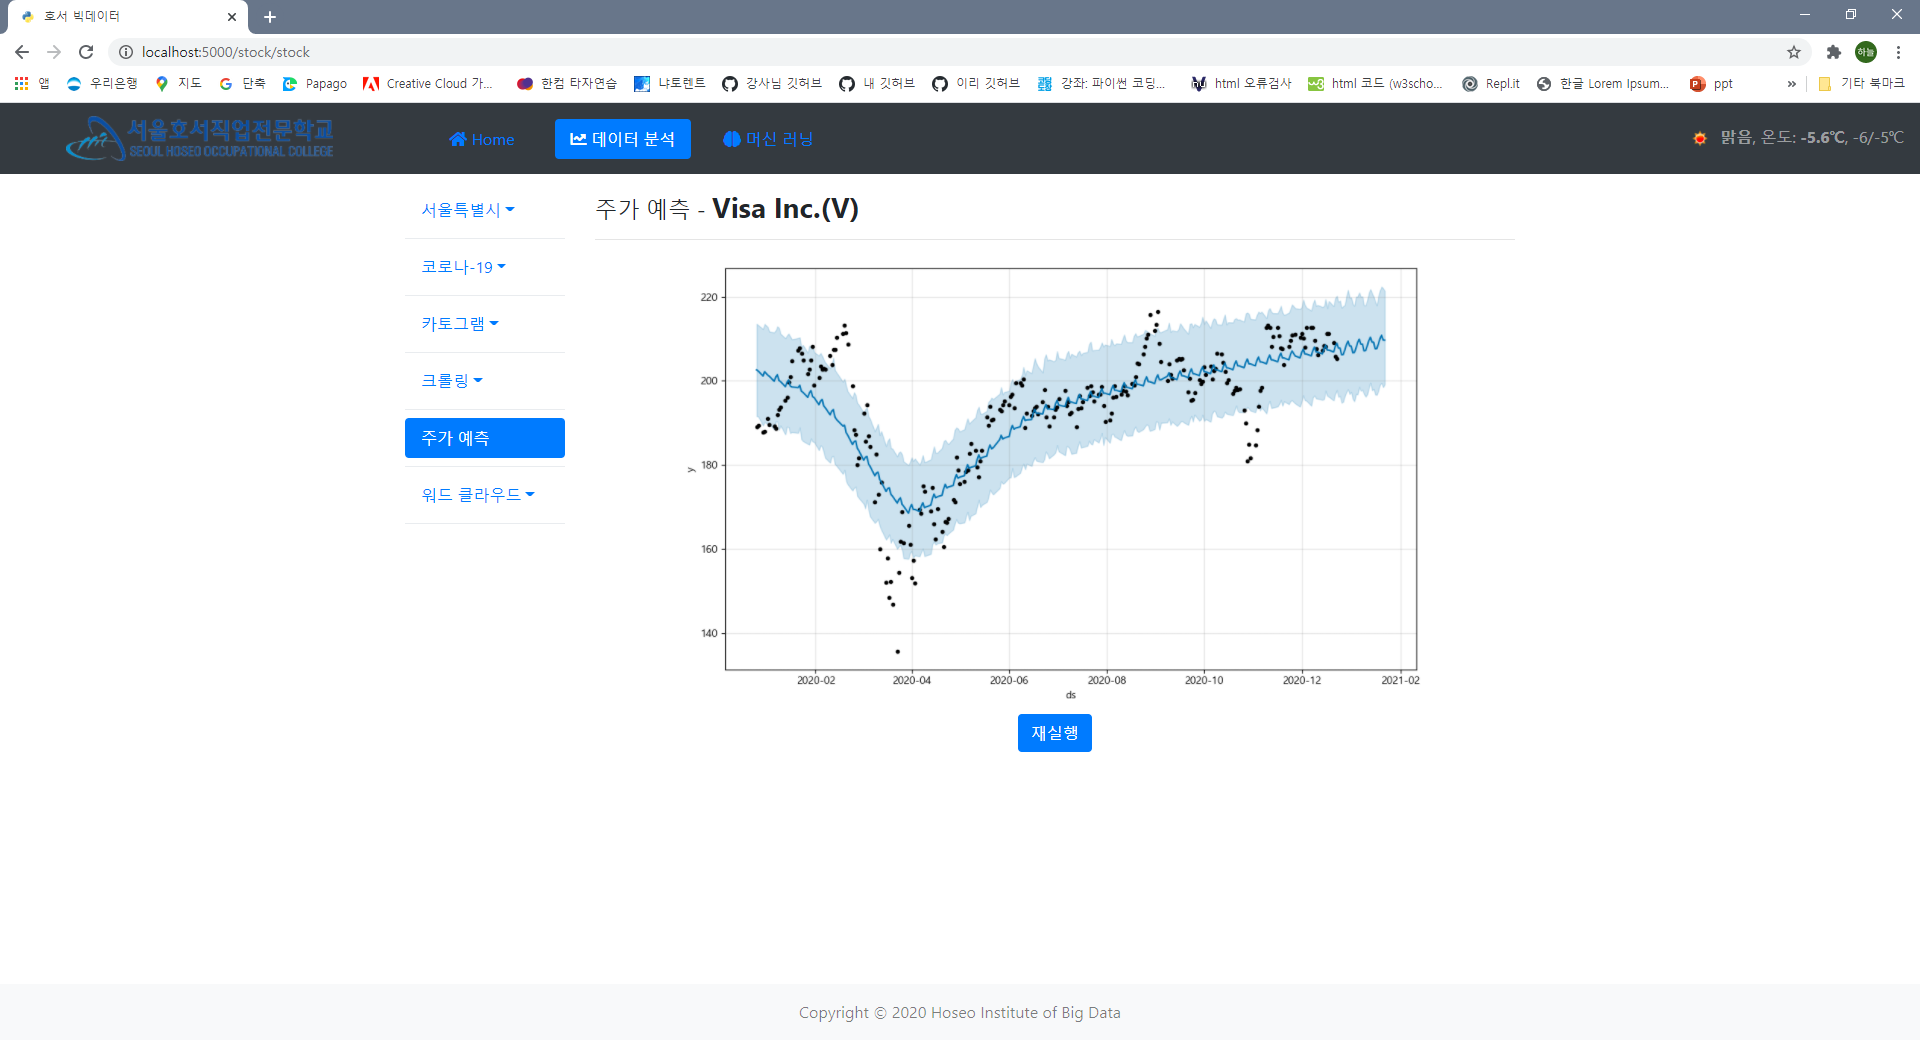 호서 빅데이터
localhost:5000/stock/stock
하늘
앱 우리은행 지도 단축 Papago Creative Cloud 가... 한컴 타자연습 냐토렌트 강사님 깃허브 내 깃허브 이리 깃허브 강좌: 파이썬 코딩... html 오류검사 html 코드 (w3scho... Repl.it 한글 Lorem Ipsum... ppt » 기타 북마크
서울호서직업전문학교
SEOUL HOSEO OCCUPATIONAL COLLEGE
Home 데이터 분석 머신 러닝
맑음, 온도: -5.6℃, -6/-5℃
서울특별시
코로나-19
카토그램
크롤링
주가 예측
워드 클라우드
주가 예측 - Visa Inc.(V)
220
200
180
160
140
y
2020-02 2020-04 2020-06 2020-08 2020-10 2020-12 2021-02
ds
재실행
Copyright © 2020 Hoseo Institute of Big Data